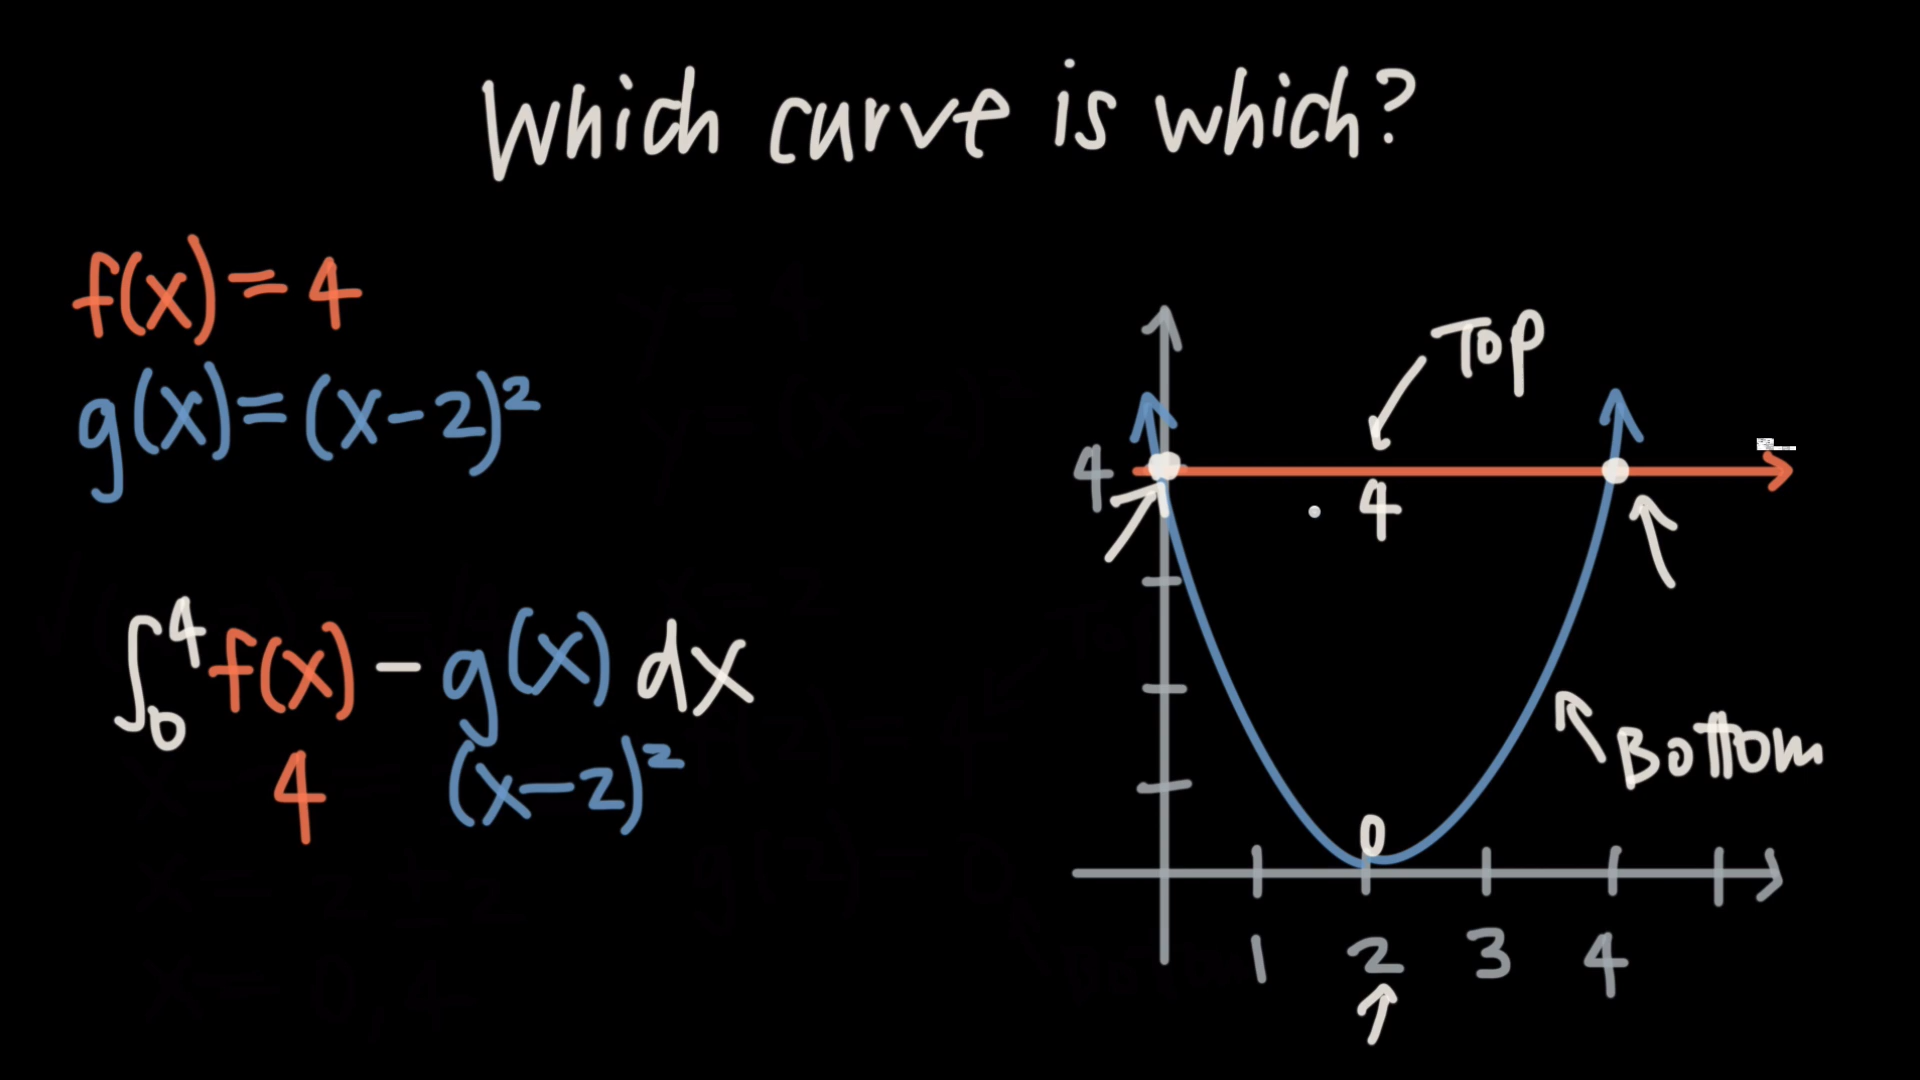 Which curve is which?
f(x) = 4
g(x) = (x-2)²
∫₀⁴ f(x) - g(x) dx
4 (x-2)²
Top
4
4
Bottom
0
1 2 3 4